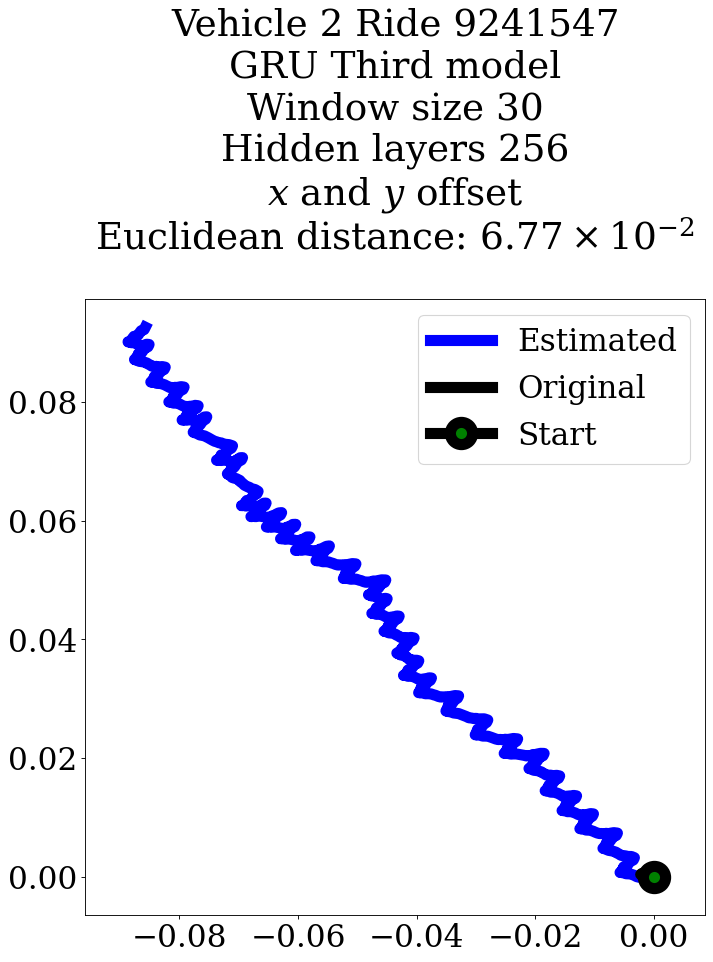 Vehicle 2 Ride 9241547
GRU Third model
Window size 30
Hidden layers 256
x and y offset
Euclidean distance: 6.77 × 10⁻²
Estimated
Original
Start
0.08
0.06
0.04
0.02
0.00
−0.08 −0.06 −0.04 −0.02 0.00